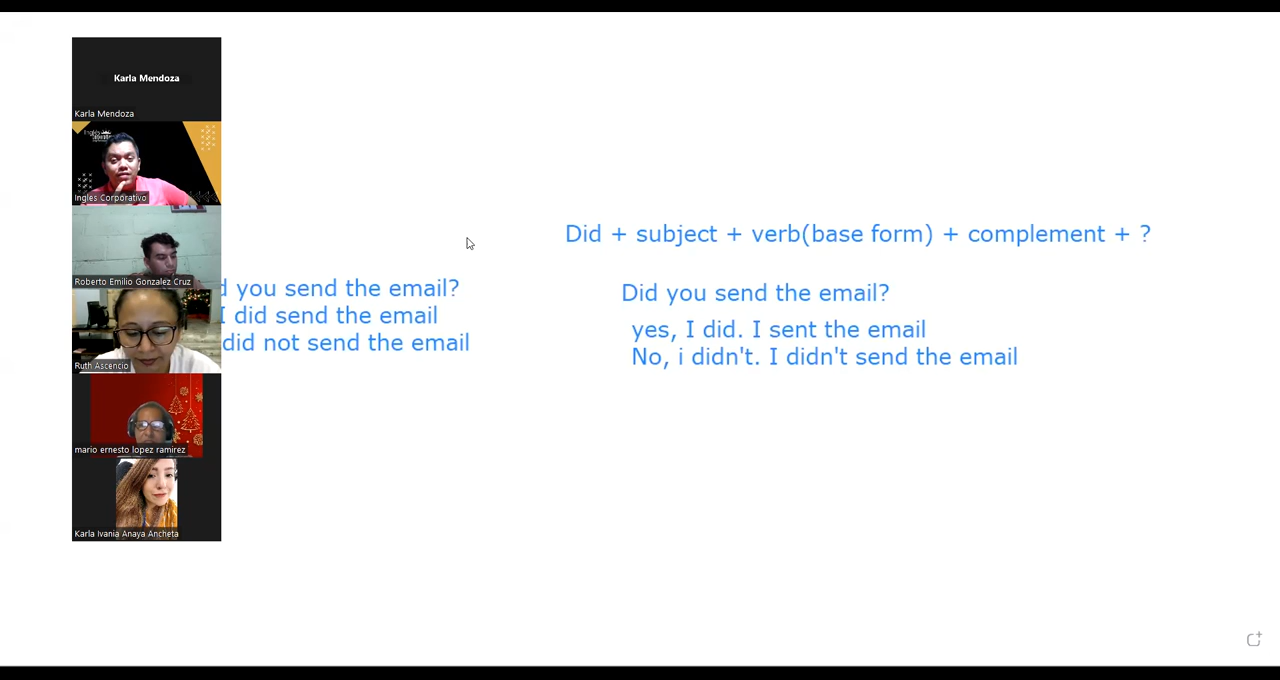 Karla Mendoza
Karla Mendoza
Inglés
Ingles Corporativo
Roberto Emilio Gonzalez Cruz
Ruth Ascencio
mario ernesto lopez ramirez
Karla Ivania Anaya Ancheta
you send the email?
I did send the email
did not send the email
Did + subject + verb(base form) + complement + ?
Did you send the email?
yes, I did. I sent the email
No, i didn't. I didn't send the email